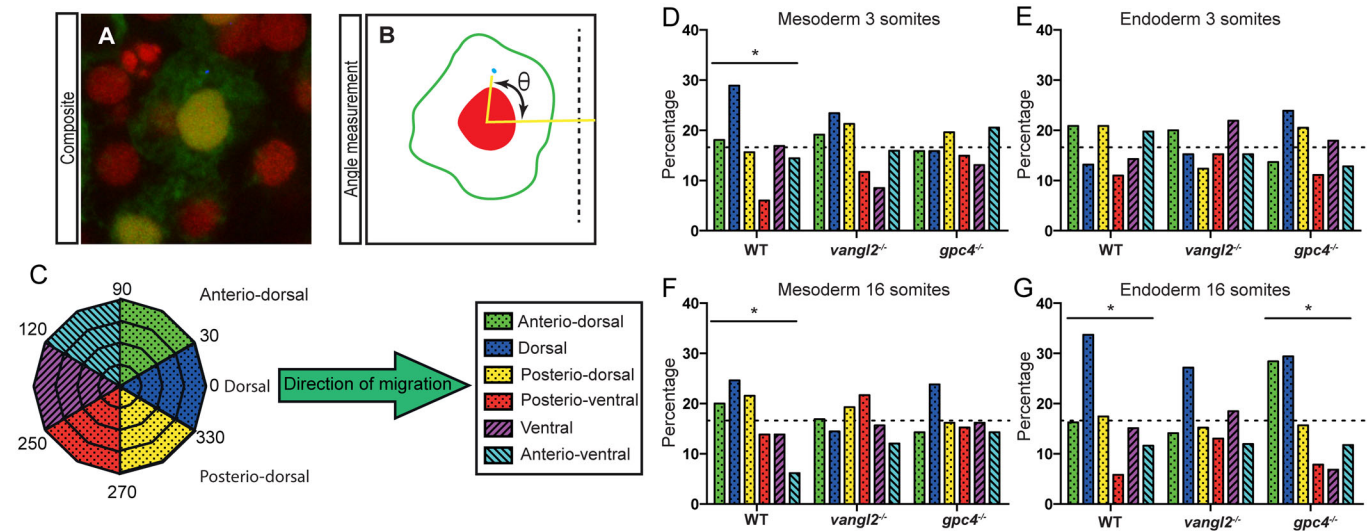 A
Composite
B
Angle measurement
θ
C
90
Anterio-dorsal
120
30
0 Dorsal
250
330
Posterio-dorsal
270
Direction of migration
Anterio-dorsal
Dorsal
Posterio-dorsal
Posterio-ventral
Ventral
Anterio-ventral
D
Mesoderm 3 somites
Percentage
40
30
20
10
0
*
WT
vangl2-/-
gpc4-/-
E
Endoderm 3 somites
Percentage
40
30
20
10
0
WT
vangl2-/-
gpc4-/-
F
Mesoderm 16 somites
Percentage
40
30
20
10
0
*
WT
vangl2-/-
gpc4-/-
G
Endoderm 16 somites
Percentage
40
30
20
10
0
*
*
WT
vangl2-/-
gpc4-/-